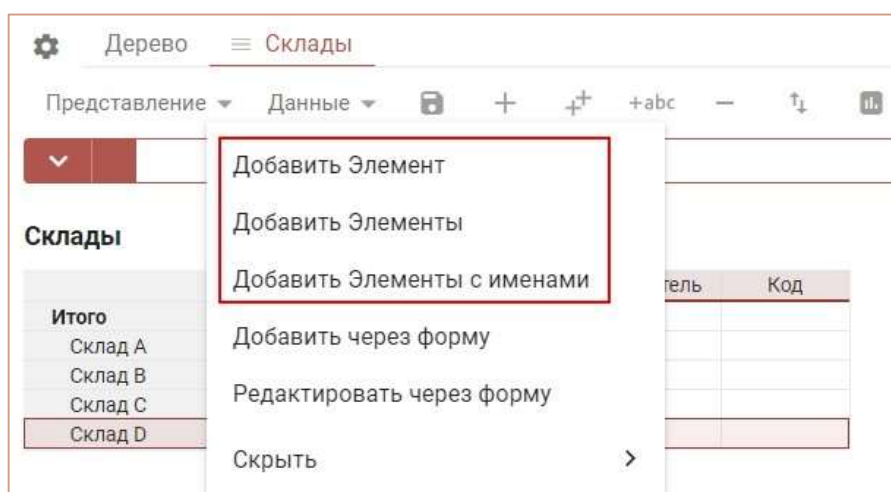 Дерево Склады
Представление Данные +abc
Добавить Элемент
Добавить Элементы
Склады
Добавить Элементы с именами
тель Код
Итого
Добавить через форму
Склад A
Склад B
Редактировать через форму
Склад C
Склад D
Скрыть